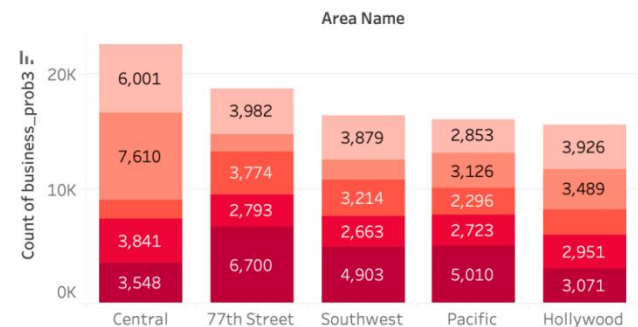 Area Name
Count of business_prob3
20K
10K
0K
6,001
7,610
3,841
3,548
3,982
3,774
2,793
6,700
3,879
3,214
2,663
4,903
2,853
3,126
2,296
2,723
5,010
3,926
3,489
2,951
3,071
Central
77th Street
Southwest
Pacific
Hollywood